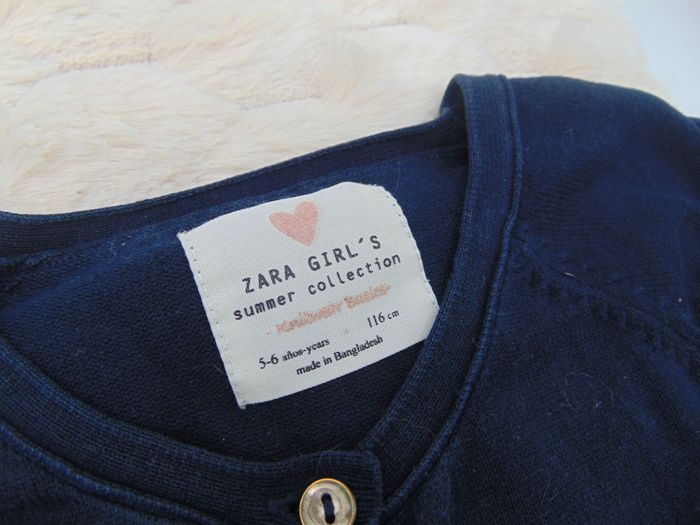 ZARA GIRL´S
summer collection
5-6 años-years 116 cm
made in Bangladesh